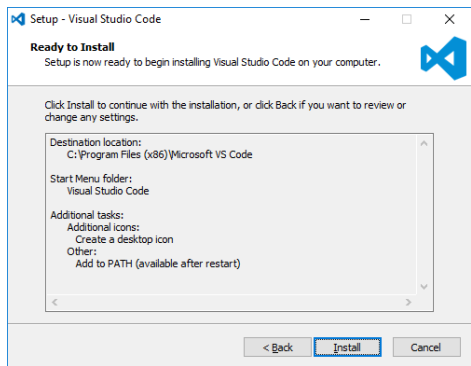 Setup - Visual Studio Code
Ready to Install
Setup is now ready to begin installing Visual Studio Code on your computer.
Click Install to continue with the installation, or click Back if you want to review or
change any settings.
Destination location:
C:\Program Files (x86)\Microsoft VS Code
Start Menu folder:
Visual Studio Code
Additional tasks:
Additional icons:
Create a desktop icon
Other:
Add to PATH (available after restart)
< Back
Install
Cancel